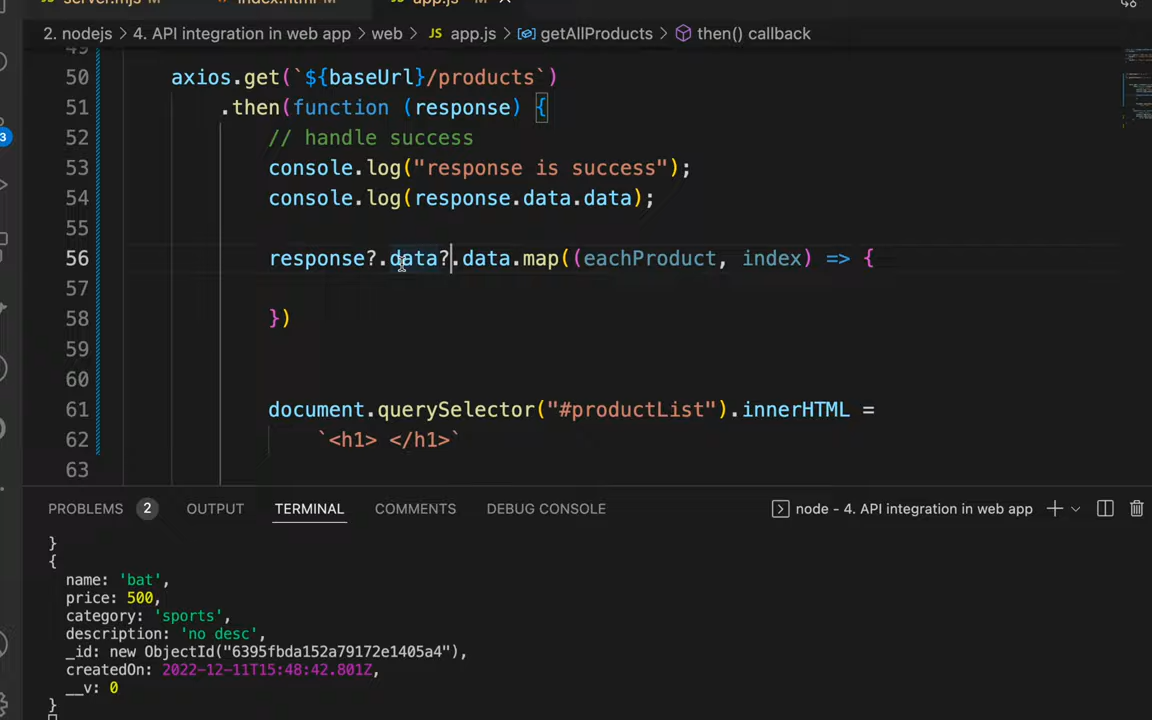 server.mjs M index.html M app.js M
2. nodejs > 4. API integration in web app > web > JS app.js > getAllProducts > then() callback
49
50 axios.get(`${baseUrl}/products`)
51 .then(function (response) {
52 // handle success
53 console.log("response is success");
54 console.log(response.data.data);
55
56 response?.data?.data.map((eachProduct, index) => {
57
58 })
59
60
61 document.querySelector("#productList").innerHTML =
62 `<h1> </h1>`
63
3
PROBLEMS 2 OUTPUT TERMINAL COMMENTS DEBUG CONSOLE node - 4. API integration in web app
}
{
name: 'bat',
price: 500,
category: 'sports',
description: 'no desc',
_id: new ObjectId("6395fbda152a79172e1405a4"),
createdOn: 2022-12-11T15:48:42.801Z,
__v: 0
}